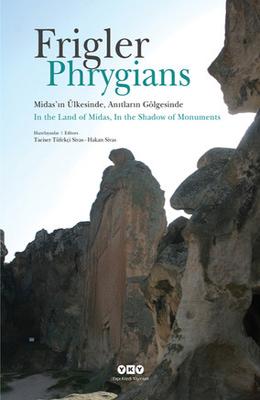 Frigler
Phrygians
Midas'ın Ülkesinde, Anıtların Gölgesinde
In the Land of Midas, In the Shadow of Monuments
Hazırlayanlar | Editors
Taciser Tüfekçi Sivas - Hakan Sivas
YKY
Yapı Kredi Yayınları